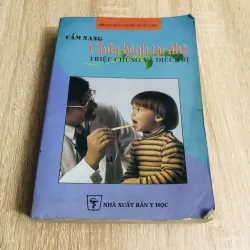 CẨM NANG
Chữa bệnh tại nhà
TRIỆU CHỨNG VÀ ĐIỀU TRỊ
NHÀ XUẤT BẢN Y HỌC